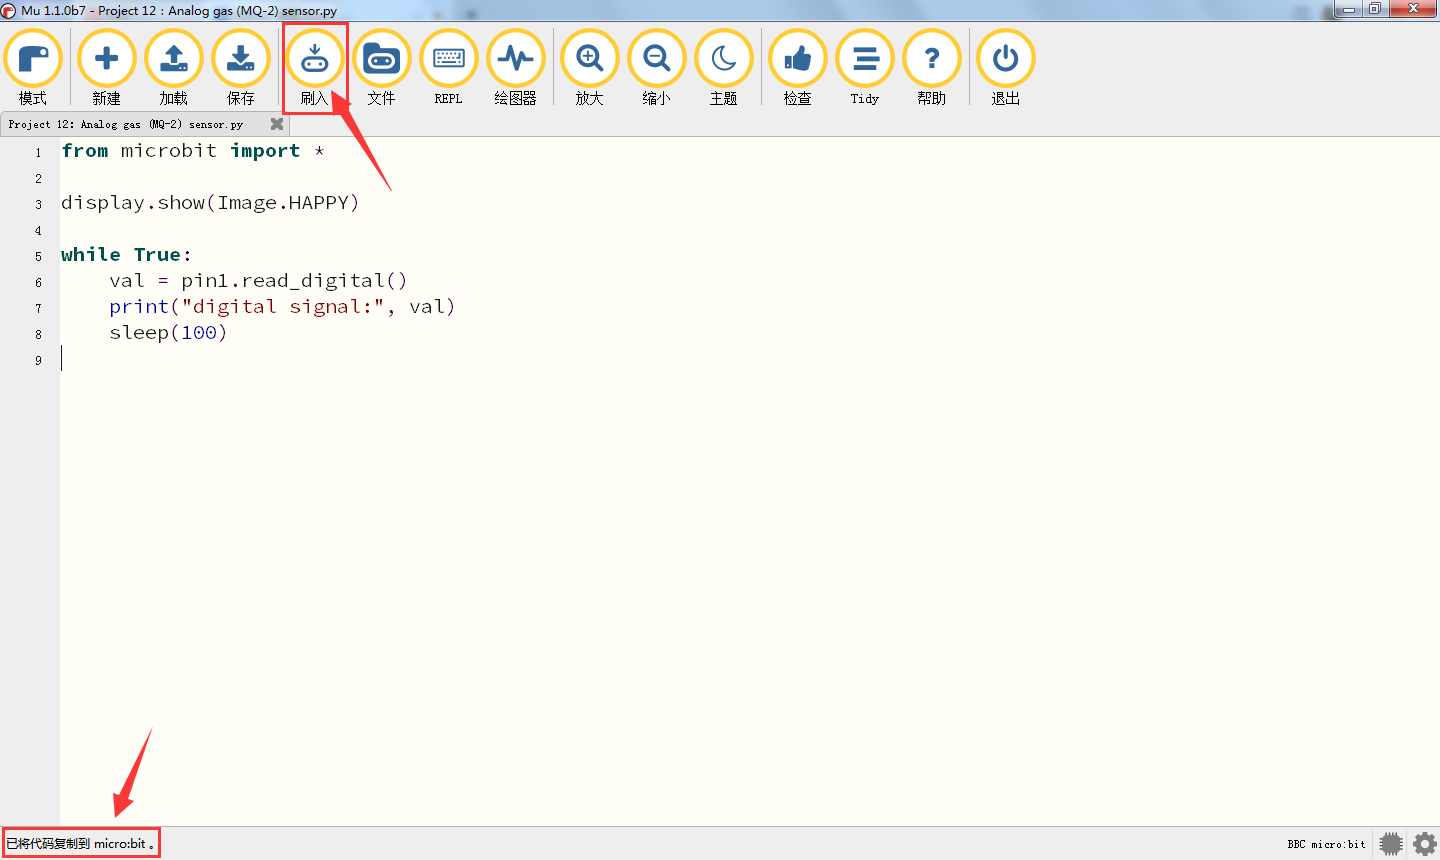 Mu 1.1.0b7 - Project 12：Analog gas (MQ-2) sensor.py
模式 新建 加载 保存 刷入 文件 REPL 绘图器 放大 缩小 主题 检查 Tidy 帮助 退出
Project 12: Analog gas (MQ-2) sensor.py
1 from microbit import *
2
3 display.show(Image.HAPPY)
4
5 while True:
6 val = pin1.read_digital()
7 print("digital signal:", val)
8 sleep(100)
9
已将代码复制到 micro:bit 。
BBC micro:bit